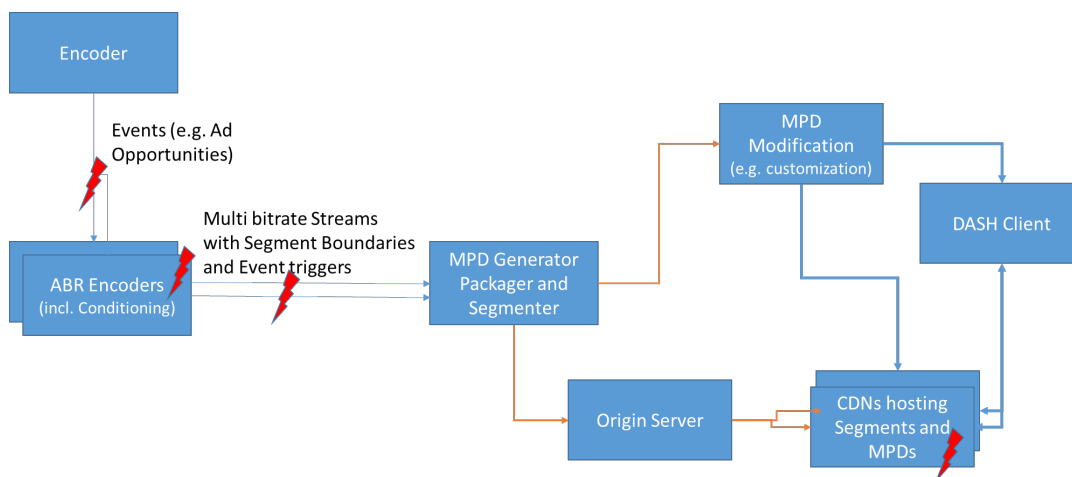 Encoder
Events (e.g. Ad
Opportunities)
MPD
Modification
(e.g. customization)
Multi bitrate Streams
with Segment Boundaries
and Event triggers
DASH Client
ABR Encoders
(incl. Conditioning)
MPD Generator
Packager and
Segmenter
Origin Server
CDNs hosting
Segments and
MPDs